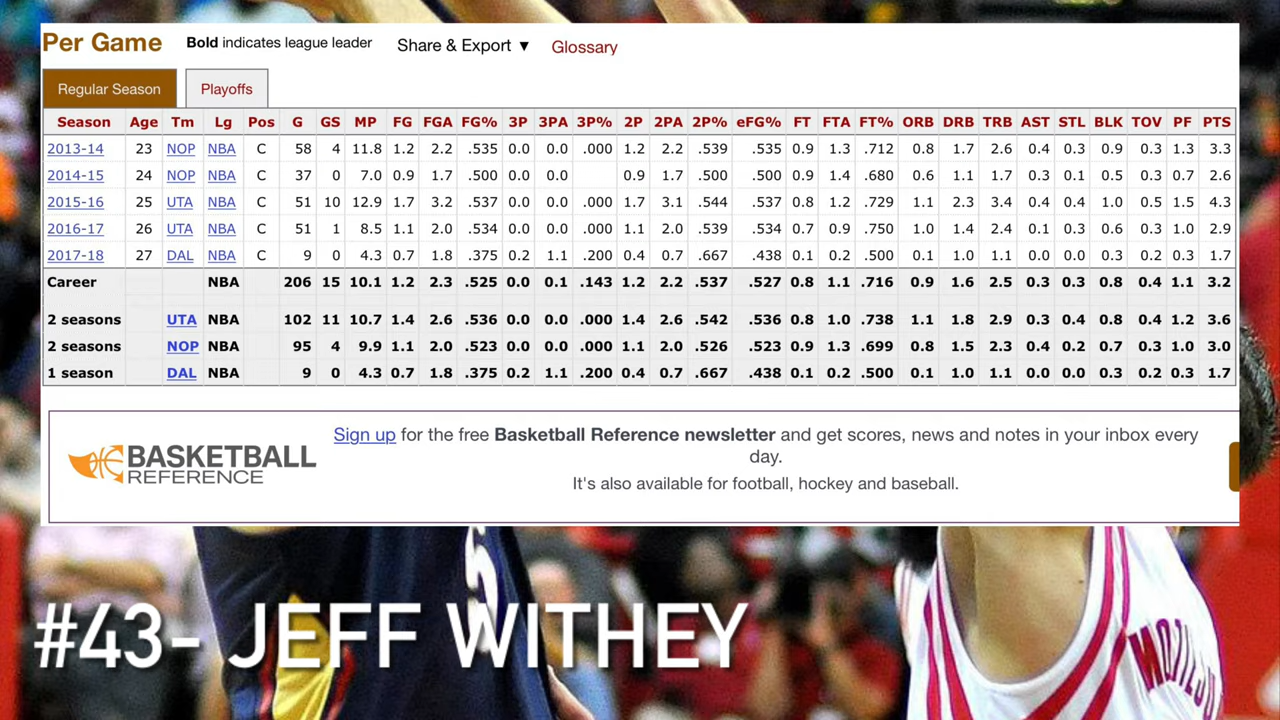 Per Game Bold indicates league leader Share & Export ▼ Glossary
Regular Season Playoffs
Season Age Tm Lg Pos G GS MP FG FGA FG% 3P 3PA 3P% 2P 2PA 2P% eFG% FT FTA FT% ORB DRB TRB AST STL BLK TOV PF PTS
2013-14 23 NOP NBA C 58 4 11.8 1.2 2.2 .535 0.0 0.0 .000 1.2 2.2 .539 .535 0.9 1.3 .712 0.8 1.7 2.6 0.4 0.3 0.9 0.3 1.3 3.3
2014-15 24 NOP NBA C 37 0 7.0 0.9 1.7 .500 0.0 0.0 0.9 1.7 .500 .500 0.9 1.4 .680 0.6 1.1 1.7 0.3 0.1 0.5 0.3 0.7 2.6
2015-16 25 UTA NBA C 51 10 12.9 1.7 3.2 .537 0.0 0.0 .000 1.7 3.1 .544 .537 0.8 1.2 .729 1.1 2.3 3.4 0.4 0.4 1.0 0.5 1.5 4.3
2016-17 26 UTA NBA C 51 1 8.5 1.1 2.0 .534 0.0 0.0 .000 1.1 2.0 .539 .534 0.7 0.9 .750 1.0 1.4 2.4 0.1 0.3 0.6 0.3 1.0 2.9
2017-18 27 DAL NBA C 9 0 4.3 0.7 1.8 .375 0.2 1.1 .200 0.4 0.7 .667 .438 0.1 0.2 .500 0.1 1.0 1.1 0.0 0.0 0.3 0.2 0.3 1.7
Career NBA 206 15 10.1 1.2 2.3 .525 0.0 0.1 .143 1.2 2.2 .537 .527 0.8 1.1 .716 0.9 1.6 2.5 0.3 0.3 0.8 0.4 1.1 3.2
2 seasons UTA NBA 102 11 10.7 1.4 2.6 .536 0.0 0.0 .000 1.4 2.6 .542 .536 0.8 1.0 .738 1.1 1.8 2.9 0.3 0.4 0.8 0.4 1.2 3.6
2 seasons NOP NBA 95 4 9.9 1.1 2.0 .523 0.0 0.0 .000 1.1 2.0 .526 .523 0.9 1.3 .699 0.8 1.5 2.3 0.4 0.2 0.7 0.3 1.0 3.0
1 season DAL NBA 9 0 4.3 0.7 1.8 .375 0.2 1.1 .200 0.4 0.7 .667 .438 0.1 0.2 .500 0.1 1.0 1.1 0.0 0.0 0.3 0.2 0.3 1.7
Sign up for the free Basketball Reference newsletter and get scores, news and notes in your inbox every
day.
BASKETBALL
REFERENCE
It's also available for football, hockey and baseball.
5
#43- JEFF WITHEY